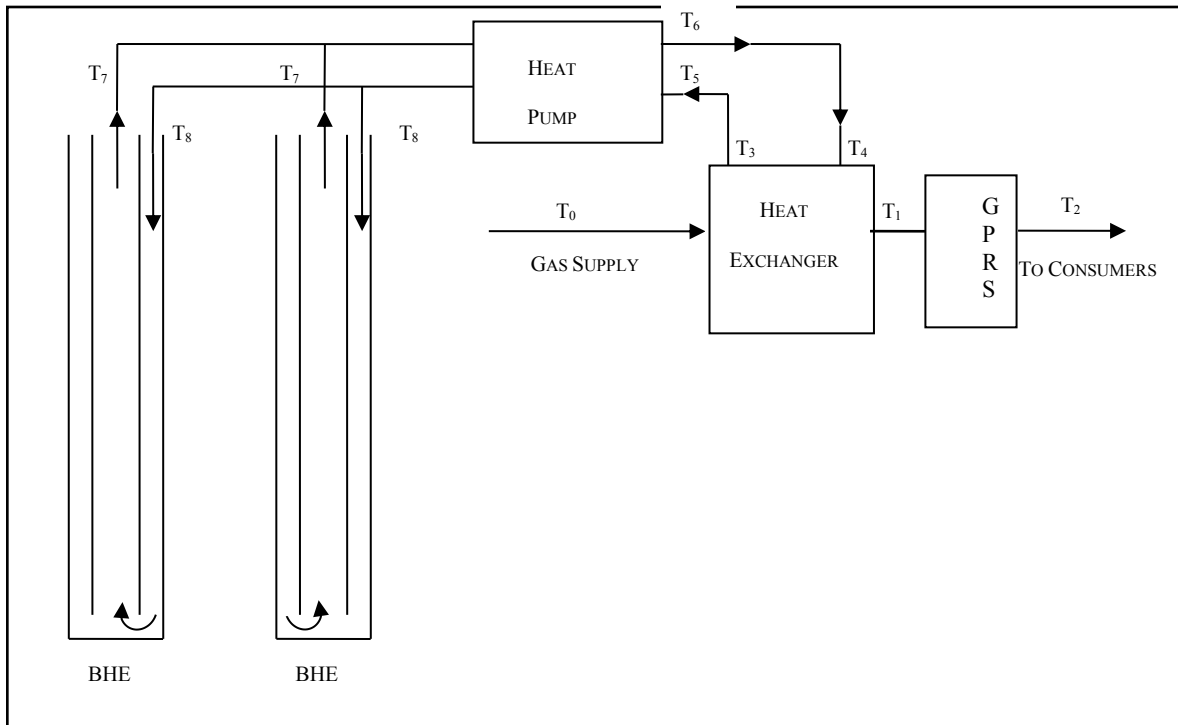 T₆
HEAT
PUMP
T₇
T₇
T₅
T₈
T₈
T₃
T₄
T₀
GAS SUPPLY
HEAT
EXCHANGER
T₁
G
P
R
S
T₂
TO CONSUMERS
BHE
BHE